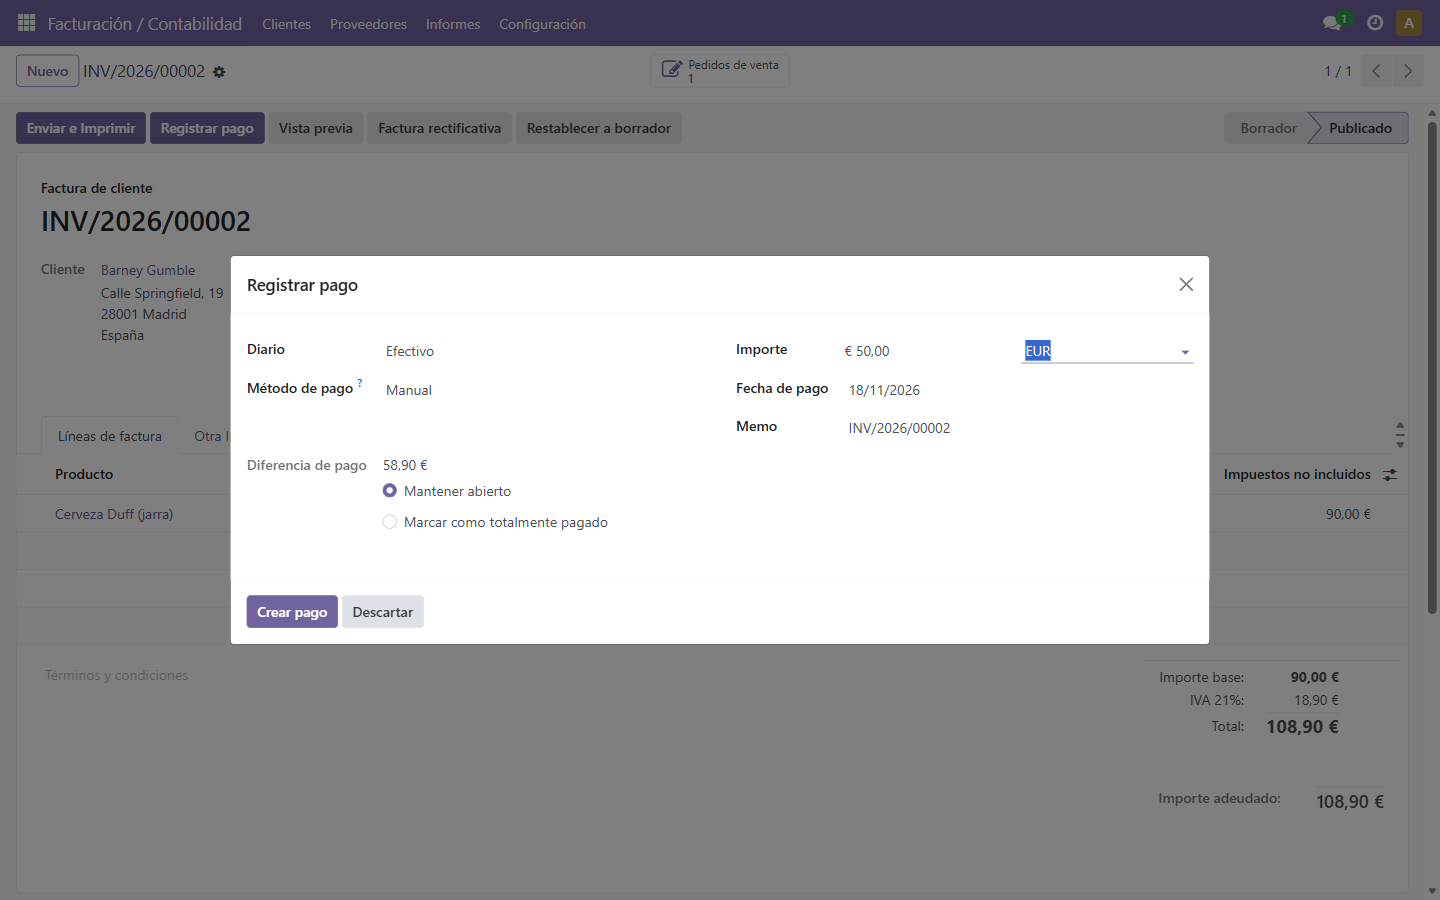 Facturación / Contabilidad Clientes Proveedores Informes Configuración 1 A
Nuevo INV/2026/00002 Pedidos de venta 1 1 / 1
Enviar e Imprimir Registrar pago Vista previa Factura rectificativa Restablecer a borrador Borrador Publicado
Factura de cliente
INV/2026/00002
Cliente Barney Gumble
Calle Springfield, 19
28001 Madrid
España
Registrar pago
Diario Efectivo Importe € 50,00 EUR
Método de pago ? Manual Fecha de pago 18/11/2026
Memo INV/2026/00002
Diferencia de pago 58,90 €
Mantener abierto
Marcar como totalmente pagado
Crear pago Descartar
Líneas de factura Otra
Producto Impuestos no incluidos
Cerveza Duff (jarra) 90,00 €
Términos y condiciones
Importe base: 90,00 €
IVA 21%: 18,90 €
Total: 108,90 €
Importe adeudado: 108,90 €